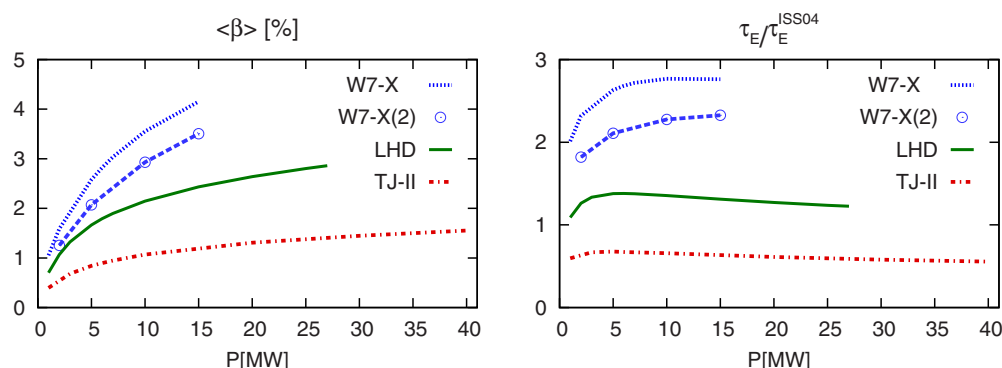 <β> [%]
5
4
3
2
1
0
0 5 10 15 20 25 30 35 40
P[MW]
W7-X
W7-X(2)
LHD
TJ-II
τE/τE^ISS04
3
2
1
0
0 5 10 15 20 25 30 35 40
P[MW]
W7-X
W7-X(2)
LHD
TJ-II